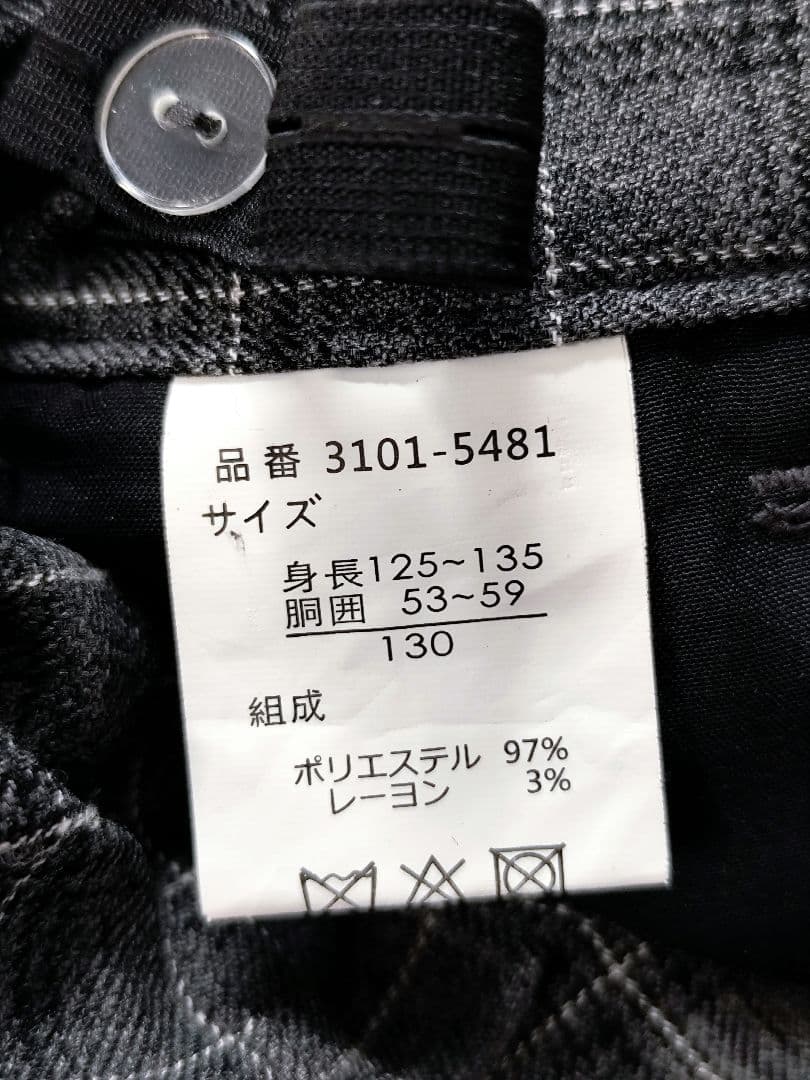 品番 3101-5481
サイズ
身長125~135
胴囲 53~59
130
組成
ポリエステル 97%
レーヨン 3%